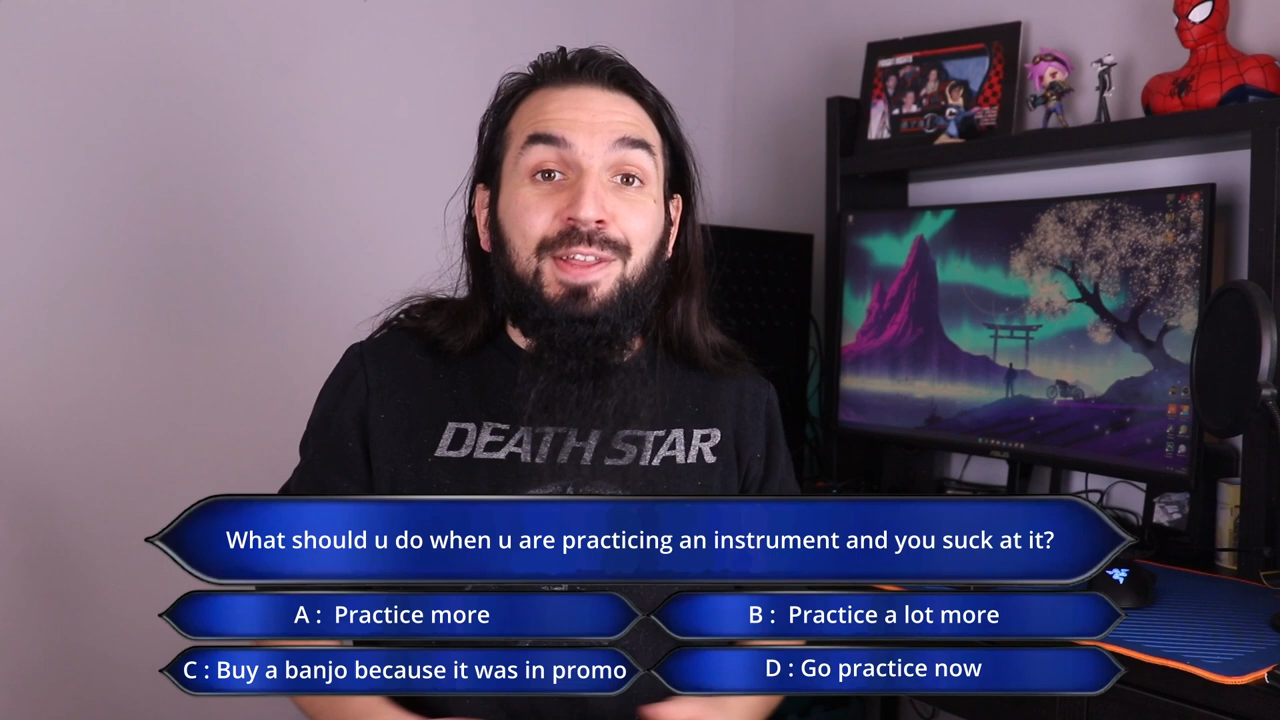 DEATH STAR
What should u do when u are practicing an instrument and you suck at it?
A : Practice more
B : Practice a lot more
C : Buy a banjo because it was in promo
D : Go practice now